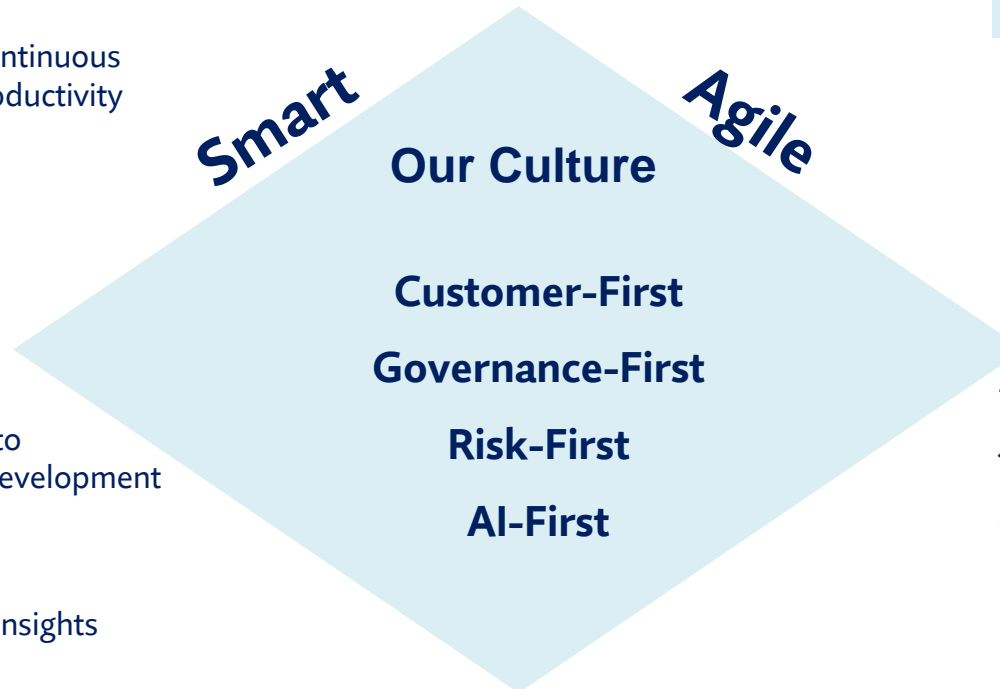 ntinuous
oductivity
Smart
Agile
Our Culture
Customer-First
Governance-First
Risk-First
AI-First
to
evelopment
nsights